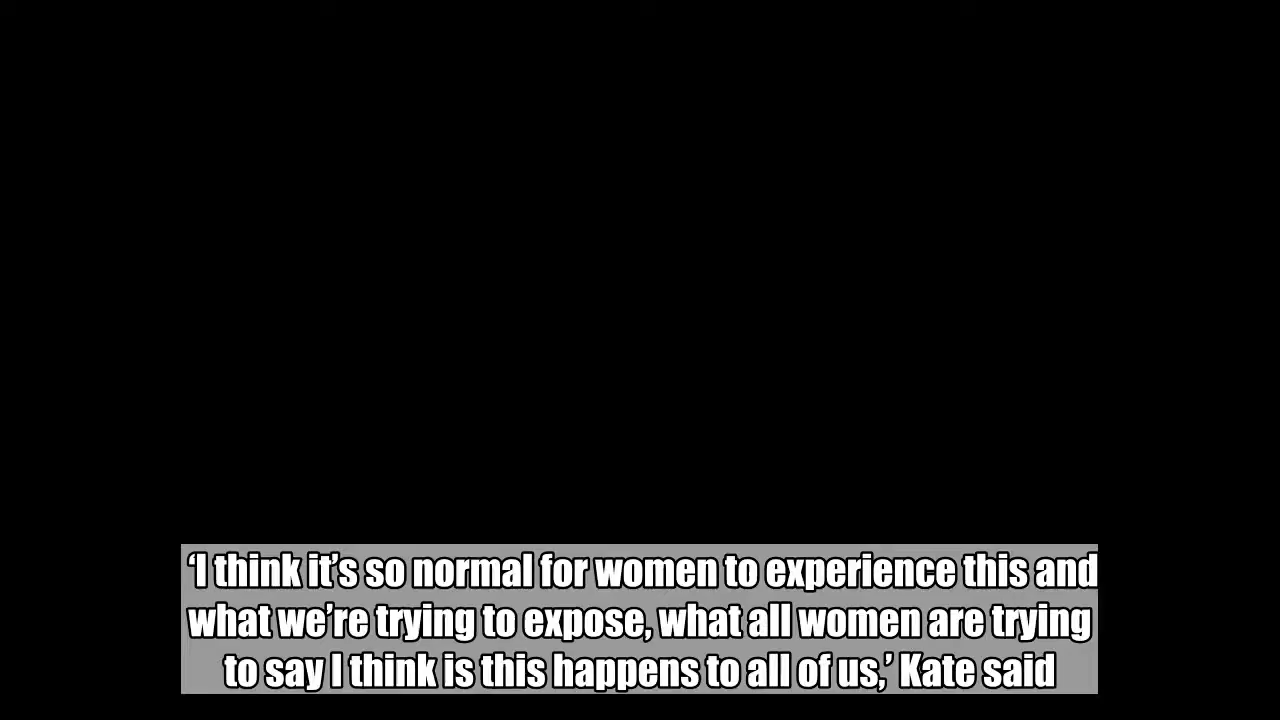 ‘I think it’s so normal for women to experience this and
what we’re trying to expose, what all women are trying
to say I think is this happens to all of us,’ Kate said